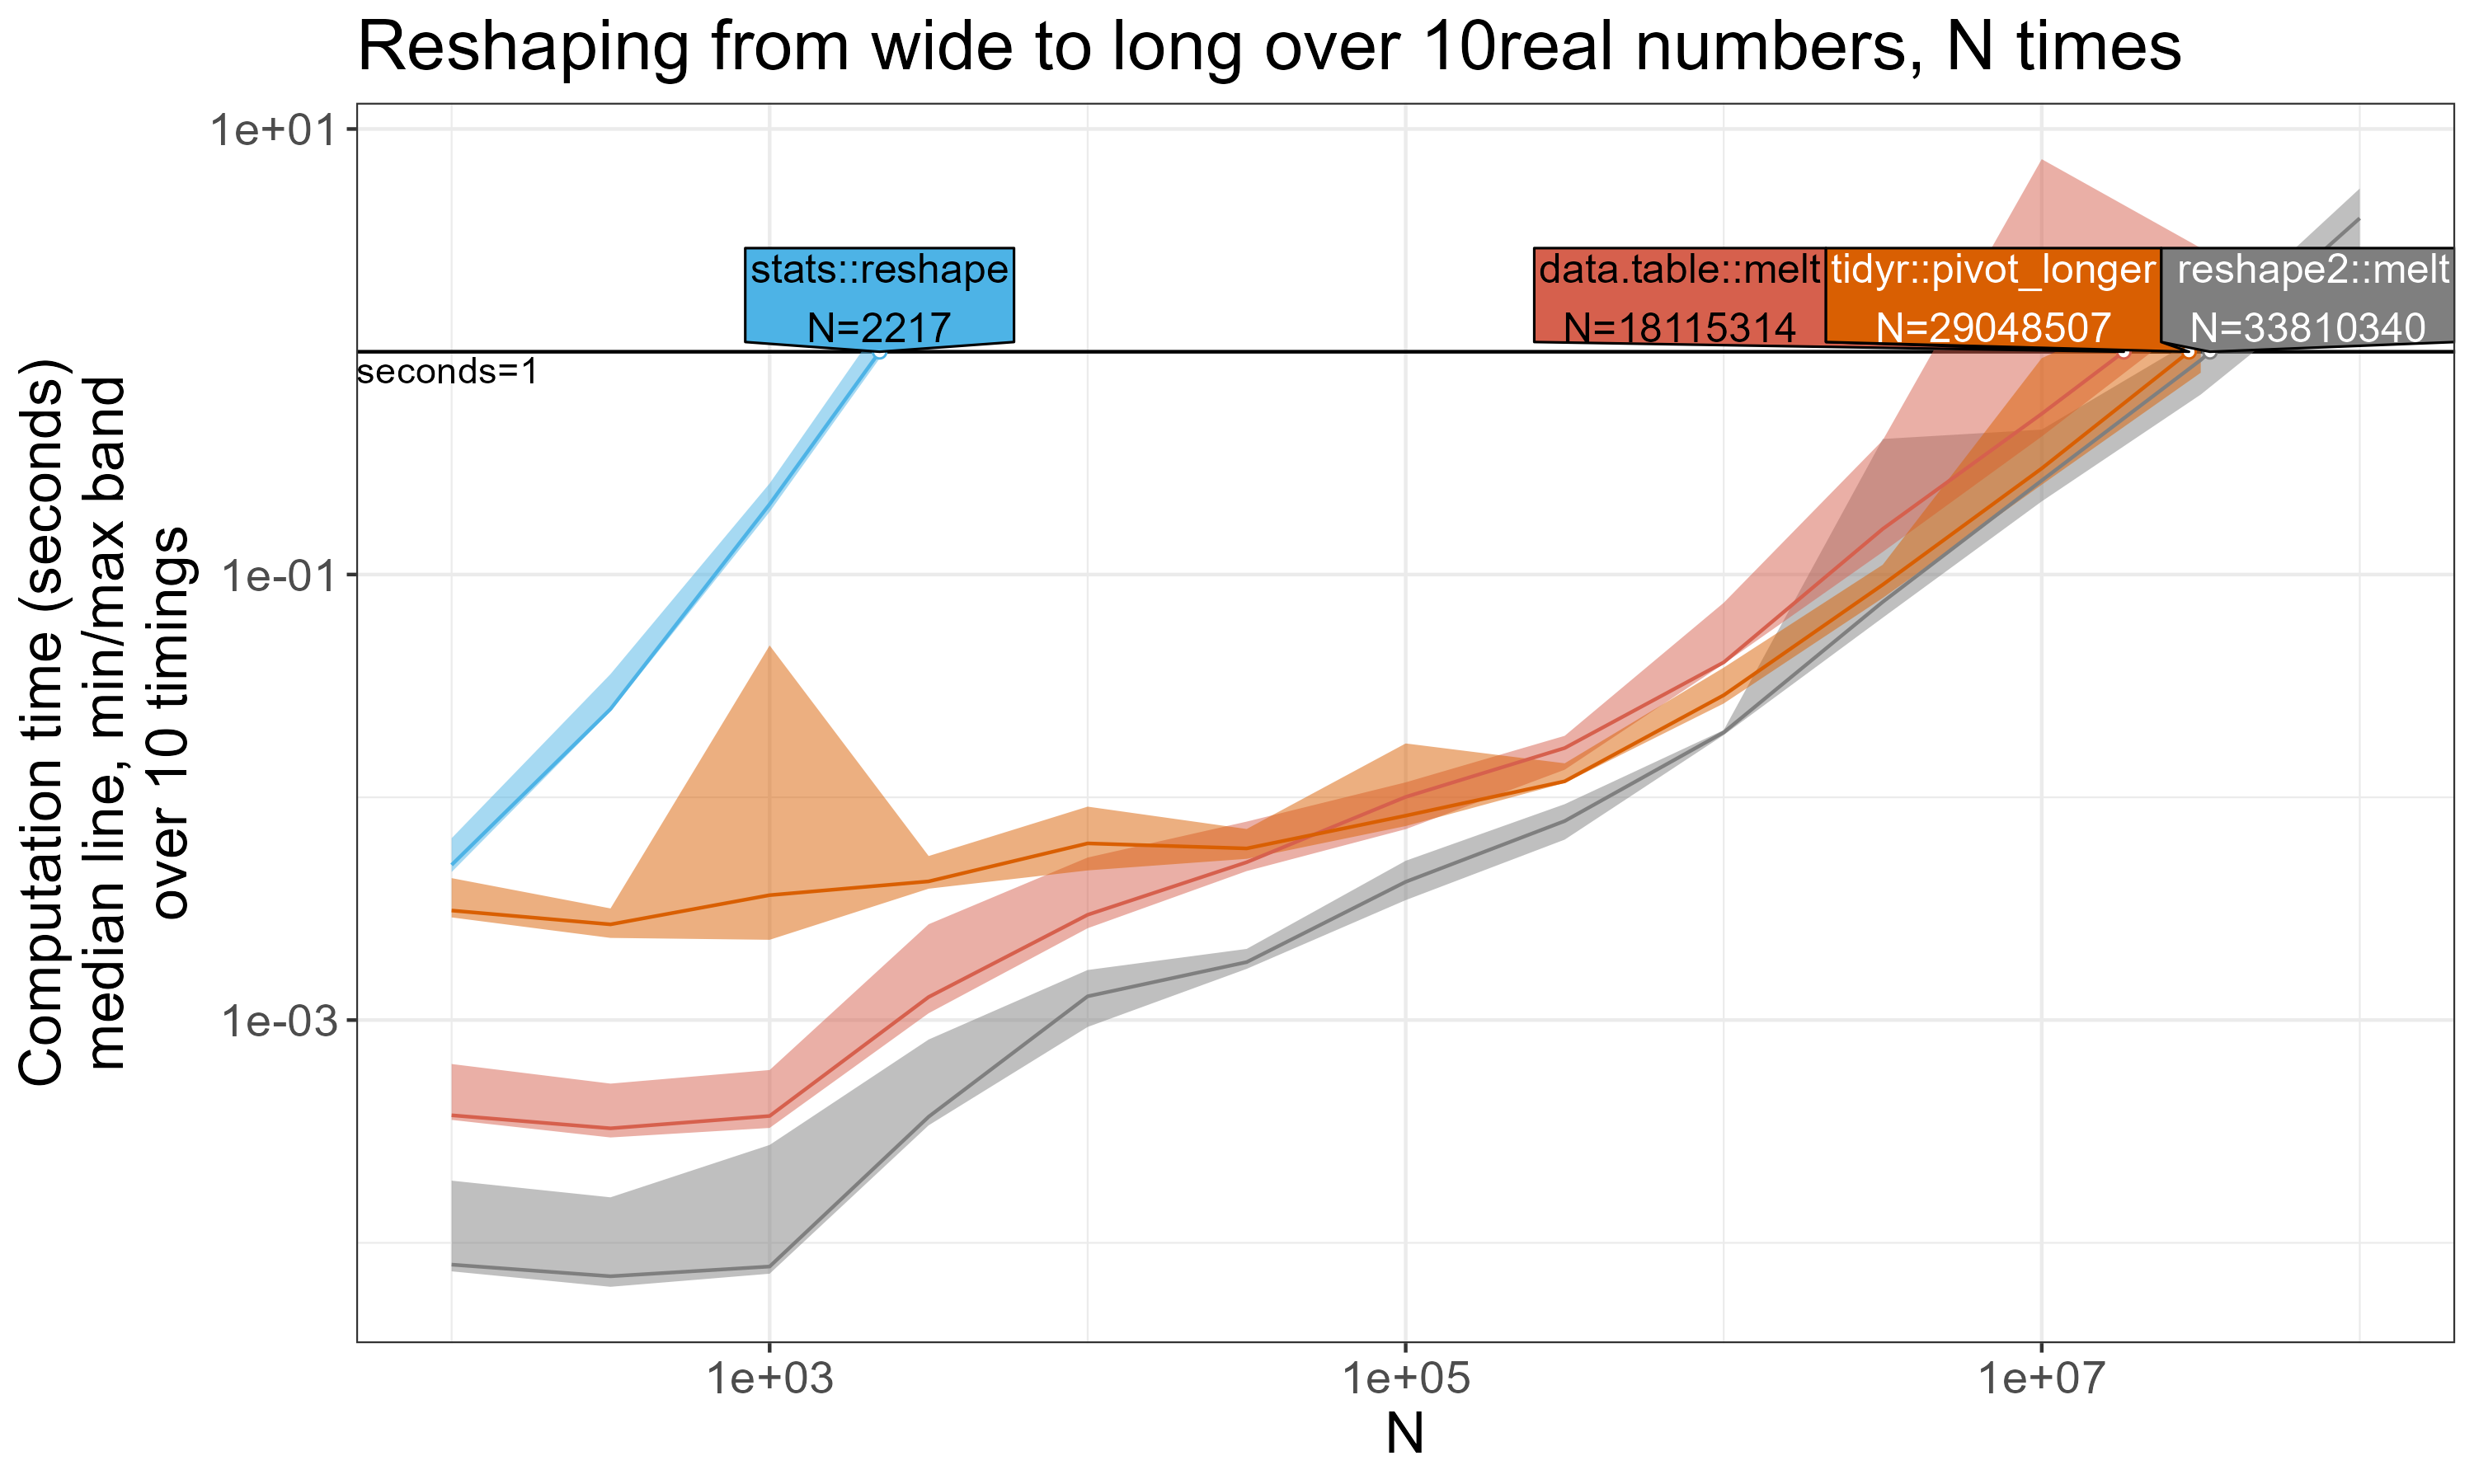 Reshaping from wide to long over 10real numbers, N times
Computation time (seconds)
median line, min/max band
over 10 timings
1e+01
1e-01
1e-03
seconds=1
stats::reshape
N=2217
data.table::melt
N=18115314
tidyr::pivot_longer
N=29048507
reshape2::melt
N=33810340
1e+03
1e+05
1e+07
N